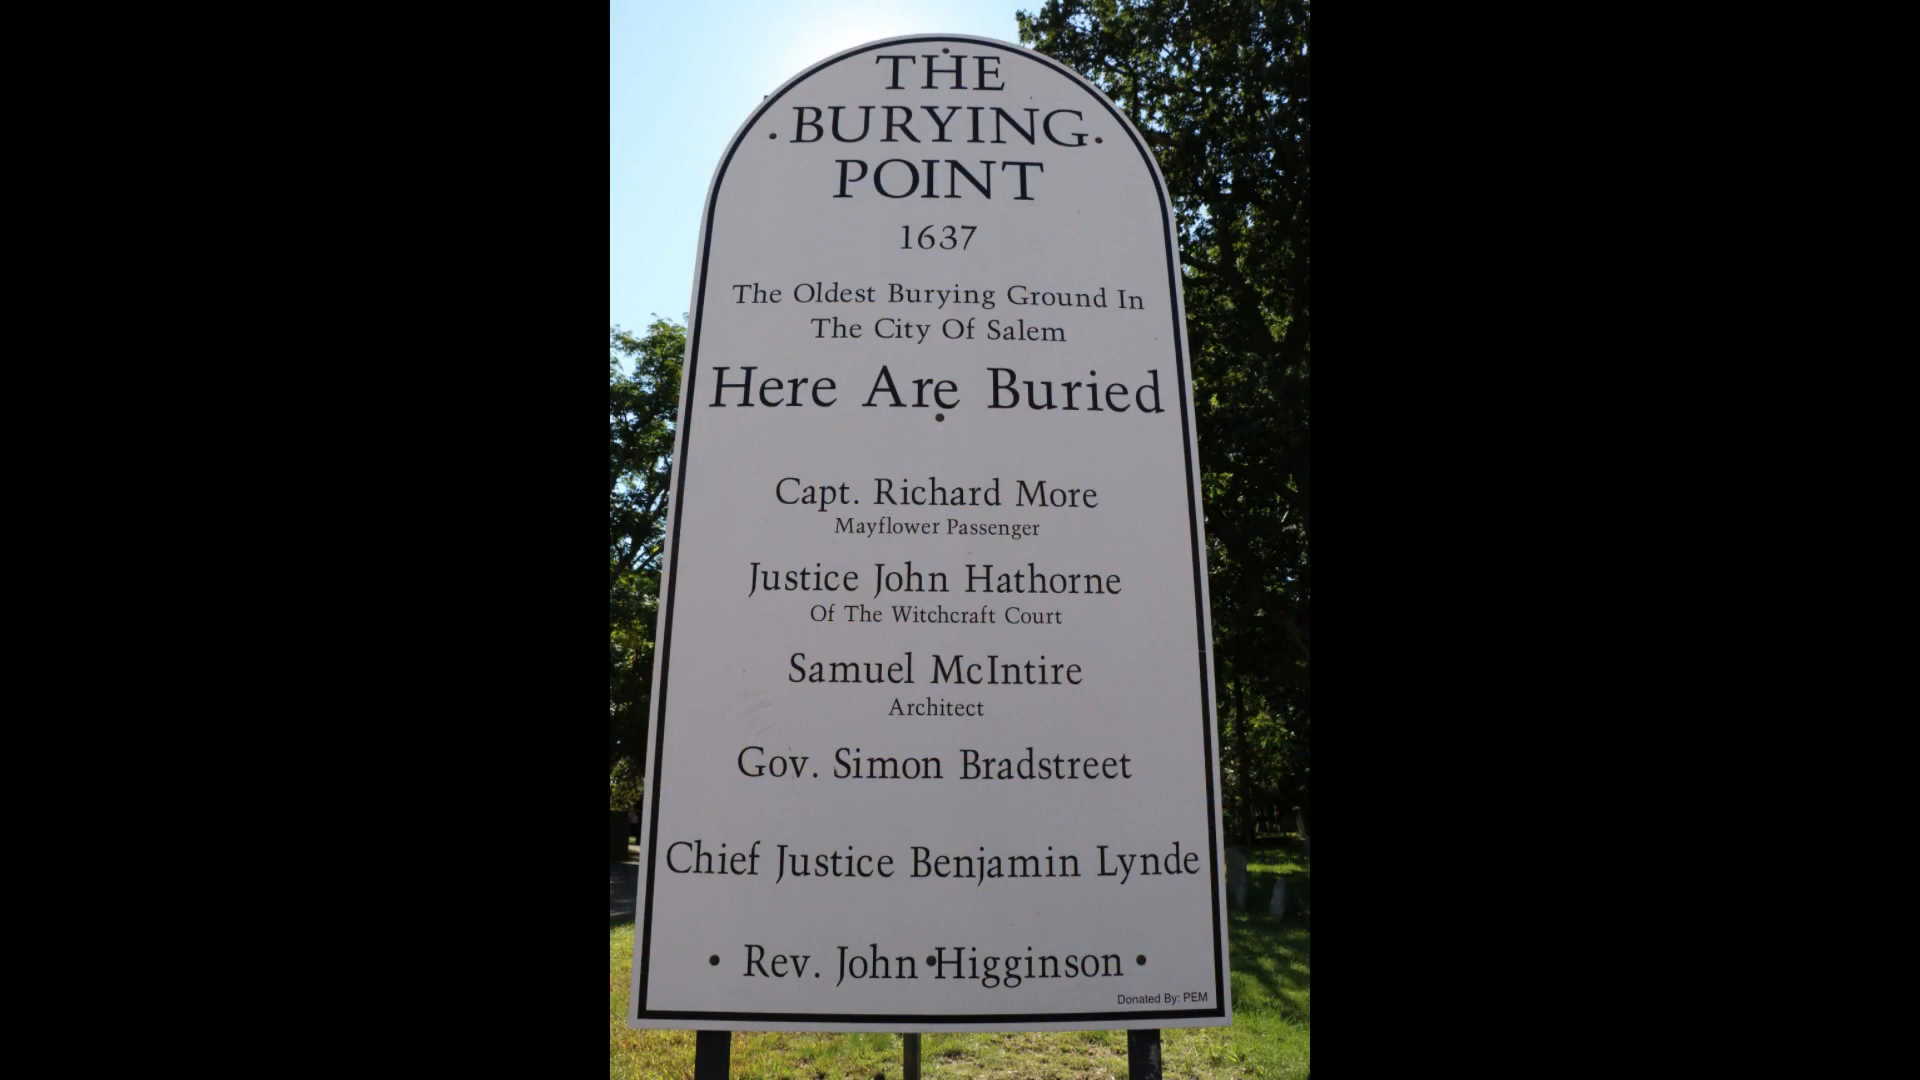 THE
BURYING
POINT
1637
The Oldest Burying Ground In
The City Of Salem
Here Are Buried
Capt. Richard More
Mayflower Passenger
Justice John Hathorne
Of The Witchcraft Court
Samuel McIntire
Architect
Gov. Simon Bradstreet
Chief Justice Benjamin Lynde
Rev. John Higginson
Donated By: PEM